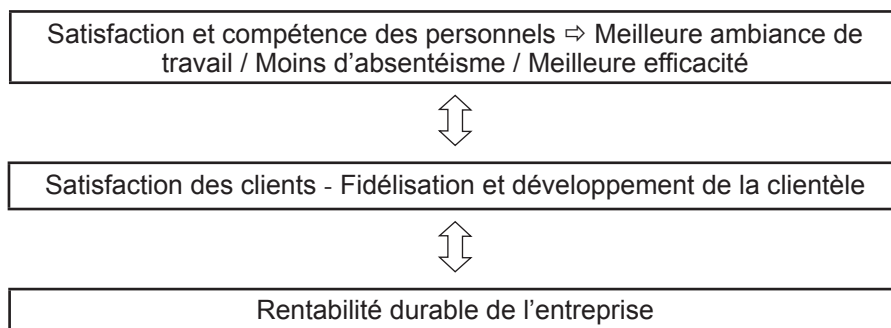 Satisfaction et compétence des personnels ⇨ Meilleure ambiance de
travail / Moins d’absentéisme / Meilleure efficacité
Satisfaction des clients - Fidélisation et développement de la clientèle
Rentabilité durable de l’entreprise